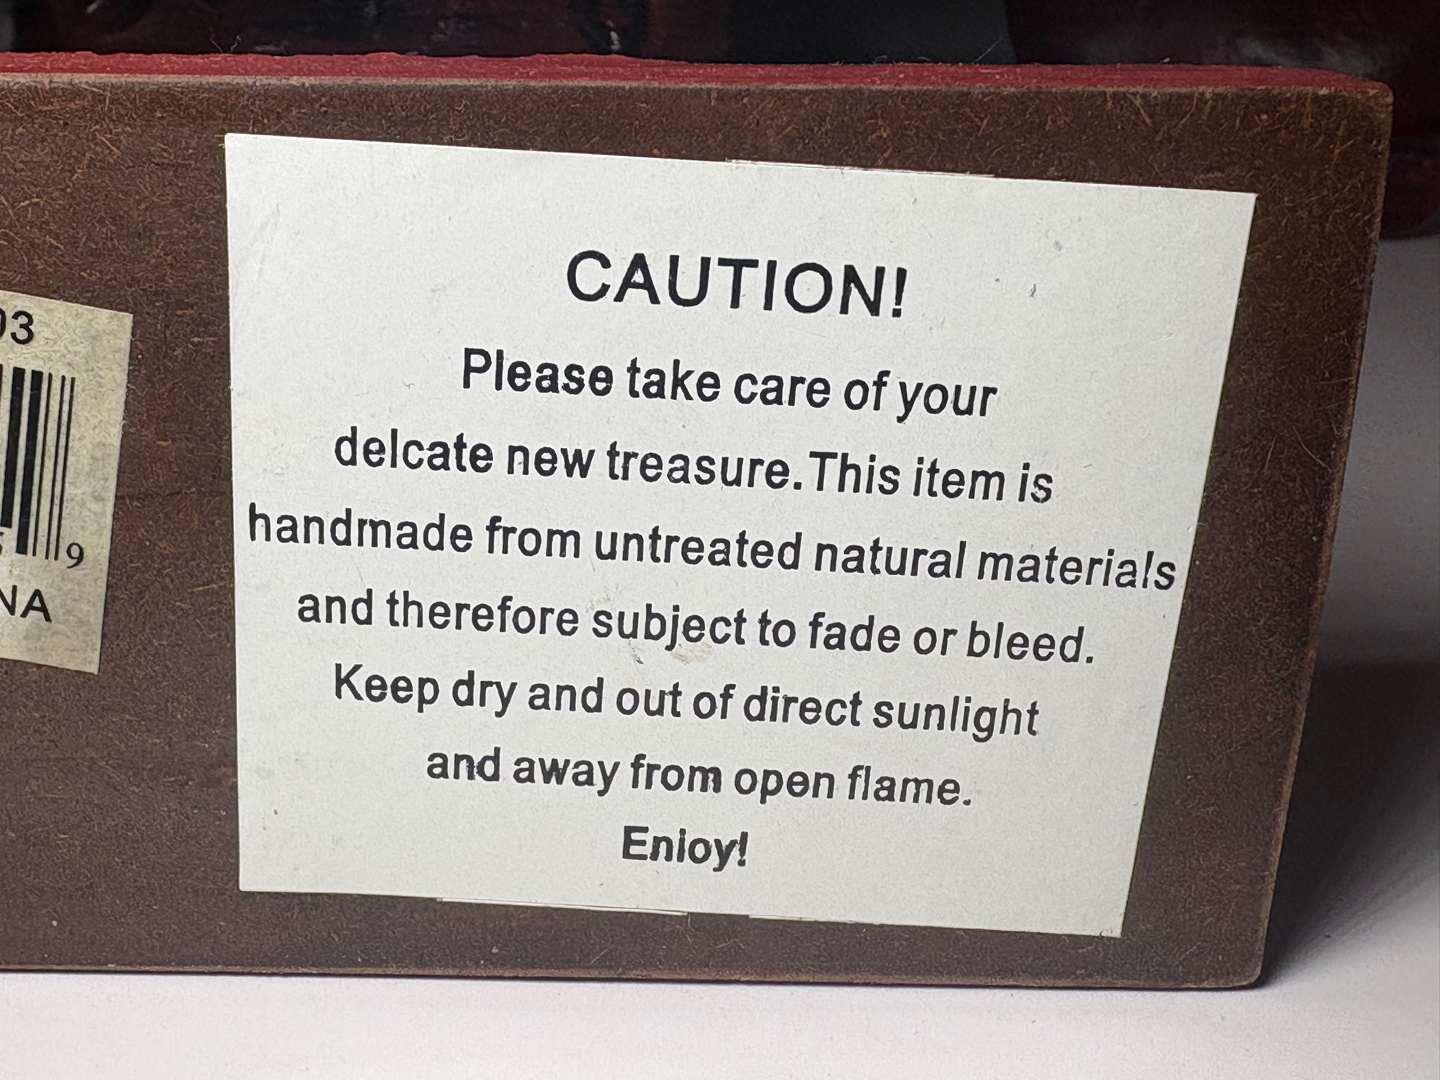 CAUTION!
Please take care of your
delcate new treasure.This item is
handmade from untreated natural materials
and therefore subject to fade or bleed.
Keep dry and out of direct sunlight
and away from open flame.
Enioy!
03
9
NA